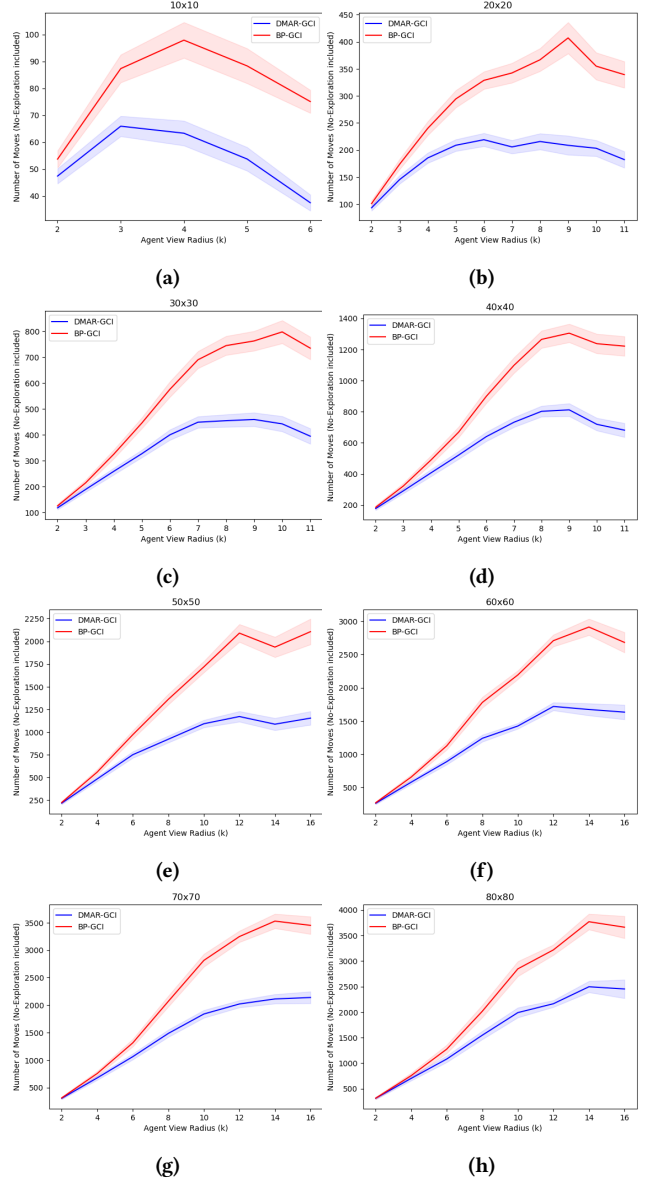 10x10
Number of Moves (No-Exploration included)
100
90
80
70
60
50
40
2 3 4 5 6
Agent View Radius (k)
DMAR-GCI
BP-GCI
(a)
20x20
Number of Moves (No-Exploration included)
450
400
350
300
250
200
150
100
2 3 4 5 6 7 8 9 10 11
Agent View Radius (k)
DMAR-GCI
BP-GCI
(b)
30x30
Number of Moves (No-Exploration included)
800
700
600
500
400
300
200
100
2 3 4 5 6 7 8 9 10 11
Agent View Radius (k)
DMAR-GCI
BP-GCI
(c)
40x40
Number of Moves (No-Exploration included)
1400
1200
1000
800
600
400
200
2 3 4 5 6 7 8 9 10 11
Agent View Radius (k)
DMAR-GCI
BP-GCI
(d)
50x50
Number of Moves (No-Exploration included)
2250
2000
1750
1500
1250
1000
750
500
250
2 4 6 8 10 12 14 16
Agent View Radius (k)
DMAR-GCI
BP-GCI
(e)
60x60
Number of Moves (No-Exploration included)
3000
2500
2000
1500
1000
500
2 4 6 8 10 12 14 16
Agent View Radius (k)
DMAR-GCI
BP-GCI
(f)
70x70
Number of Moves (No-Exploration included)
3500
3000
2500
2000
1500
1000
500
2 4 6 8 10 12 14 16
Agent View Radius (k)
DMAR-GCI
BP-GCI
(g)
80x80
Number of Moves (No-Exploration included)
4000
3500
3000
2500
2000
1500
1000
500
2 4 6 8 10 12 14 16
Agent View Radius (k)
DMAR-GCI
BP-GCI
(h)